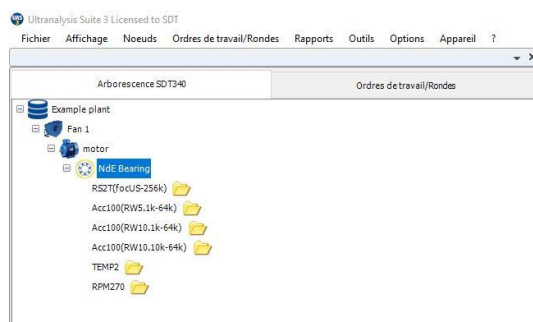 Ultranalysis Suite 3 Licensed to SDT
Fichier Affichage Noeuds Ordres de travail/Rondes Rapports Outils Options Appareil ?
Arborescence SDT340 Ordres de travail/Rondes
Example plant
Fan 1
motor
NdE Bearing
RS2T(focUS-256k)
Acc100(RW5.1k-64k)
Acc100(RW10.1k-64k)
Acc100(RW10.10k-64k)
TEMP2
RPM270